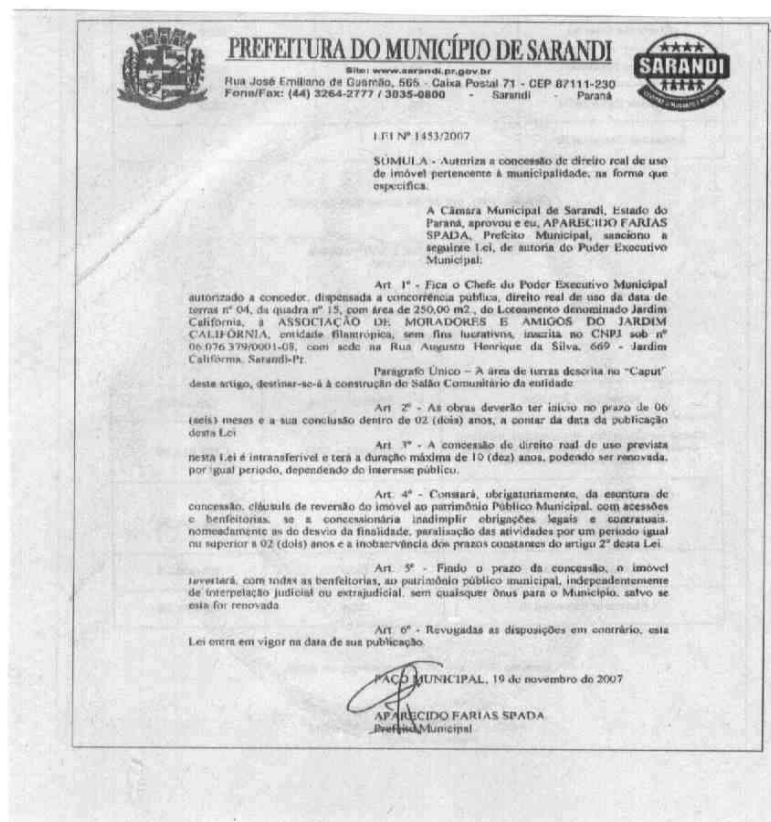 PREFEITURA DO MUNICÍPIO DE SARANDI
Site: www.sarandi.pr.gov.br
Rua José Emiliano de Gusmão, 565 - Caixa Postal 71 - CEP 87111-230
Fone/Fax: (44) 3264-2777 / 3035-0800 - Sarandi - Paraná
SARANDI
LEI Nº 1453/2007
SÚMULA - Autoriza a concessão de direito real de uso
de imóvel pertencente à municipalidade, na forma que
especifica.
A Câmara Municipal de Sarandi, Estado do
Paraná, aprovou e eu, APARECIDO FARIAS
SPADA, Prefeito Municipal, sanciono a
seguinte Lei, de autoria do Poder Executivo
Municipal:
Art. 1º - Fica o Chefe do Poder Executivo Municipal
autorizado a conceder, dispensada a concorrência pública, direito real de uso da data de
terras nº 04, da quadra nº 15, com área de 250,00 m2., do Loteamento denominado Jardim
Califórnia, à ASSOCIAÇÃO DE MORADORES E AMIGOS DO JARDIM
CALIFÓRNIA, entidade filantrópica, sem fins lucrativos, inscrita no CNPJ sob nº
06.076.379/0001-08, com sede na Rua Augusto Henrique da Silva, 669 - Jardim
Califórnia, Sarandi-Pr.
Parágrafo Único – A área de terras descrita no "Caput"
deste artigo, destinar-se-á à construção do Salão Comunitário da entidade.
Art. 2º - As obras deverão ter início no prazo de 06
(seis) meses e a sua conclusão dentro de 02 (dois) anos, a contar da data da publicação
desta Lei.
Art. 3º - A concessão de direito real de uso prevista
nesta Lei é intransferível e terá a duração máxima de 10 (dez) anos, podendo ser renovada,
por igual período, dependendo do interesse público.
Art. 4º - Constará, obrigatoriamente, da escritura de
concessão, cláusula de reversão do imóvel ao patrimônio Público Municipal, com acessões
e benfeitorias, se a concessionária inadimplir obrigações legais e contratuais,
nomeadamente as do desvio da finalidade, paralisação das atividades por um período igual
ou superior a 02 (dois) anos e a inobservância dos prazos constantes do artigo 2º desta Lei.
Art. 5º - Findo o prazo da concessão, o imóvel
reverterá, com todas as benfeitorias, ao patrimônio público municipal, independentemente
de interpelação judicial ou extrajudicial, sem quaisquer ônus para o Município, salvo se
esta for renovada.
Art. 6º - Revogadas as disposições em contrário, esta
Lei entra em vigor na data de sua publicação.
PAÇO MUNICIPAL, 19 de novembro de 2007
APARECIDO FARIAS SPADA
Prefeito Municipal